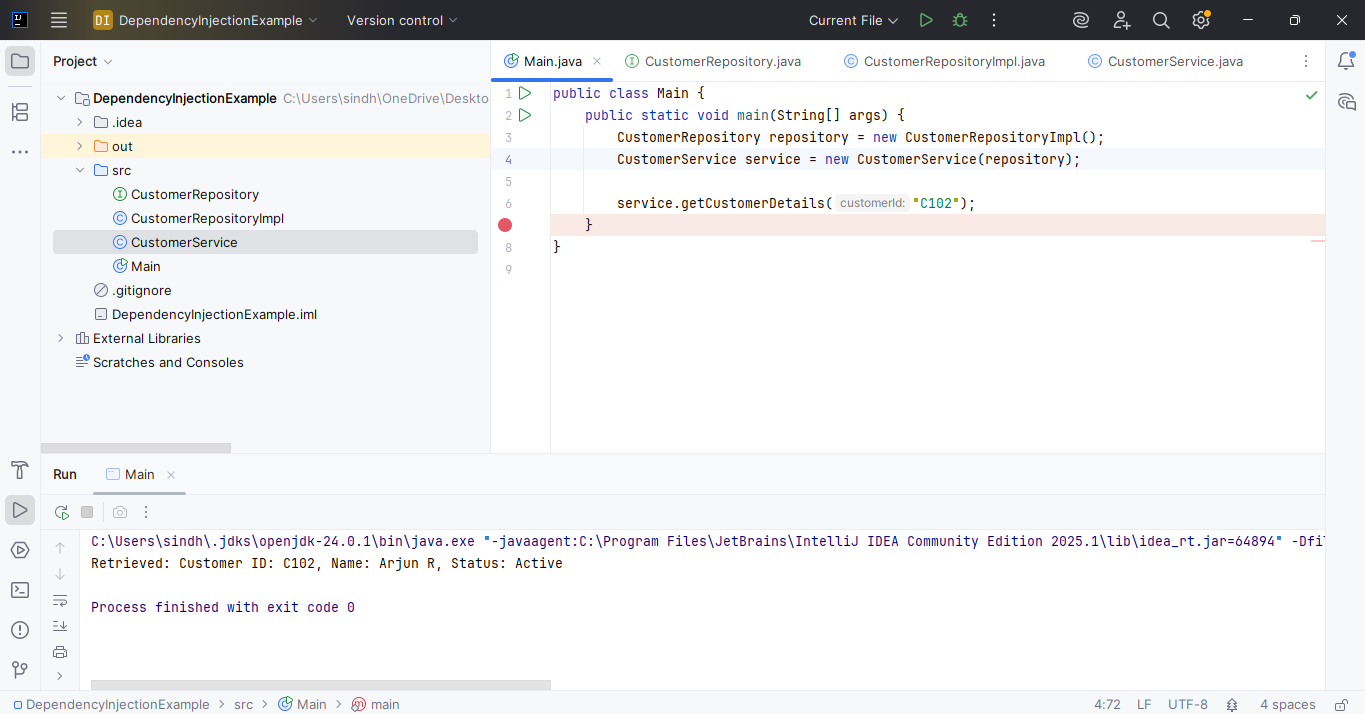 DI DependencyInjectionExample Version control Current File
Project
DependencyInjectionExample C:\Users\sindh\OneDrive\Deskto
.idea
out
src
CustomerRepository
CustomerRepositoryImpl
CustomerService
Main
.gitignore
DependencyInjectionExample.iml
External Libraries
Scratches and Consoles
Main.java CustomerRepository.java CustomerRepositoryImpl.java CustomerService.java
1 public class Main {
2 public static void main(String[] args) {
3 CustomerRepository repository = new CustomerRepositoryImpl();
4 CustomerService service = new CustomerService(repository);
5
6 service.getCustomerDetails( customerId: "C102");
}
8 }
9
Run Main
C:\Users\sindh\.jdks\openjdk-24.0.1\bin\java.exe "-javaagent:C:\Program Files\JetBrains\IntelliJ IDEA Community Edition 2025.1\lib\idea_rt.jar=64894" -Dfil
Retrieved: Customer ID: C102, Name: Arjun R, Status: Active
Process finished with exit code 0
DependencyInjectionExample src Main main 4:72 LF UTF-8 4 spaces